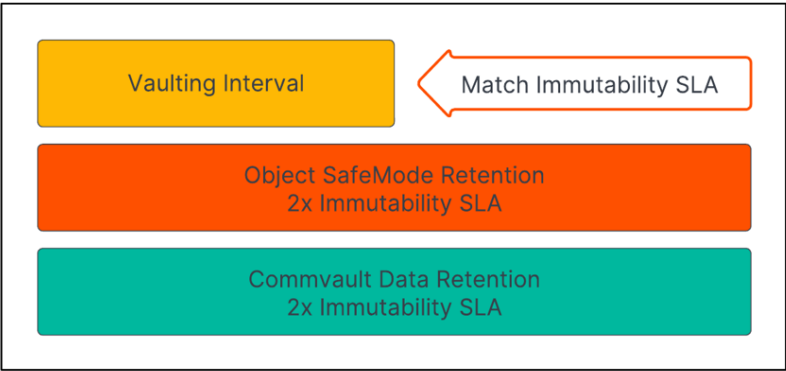 Vaulting Interval
Match Immutability SLA
Object SafeMode Retention
2x Immutability SLA
Commvault Data Retention
2x Immutability SLA